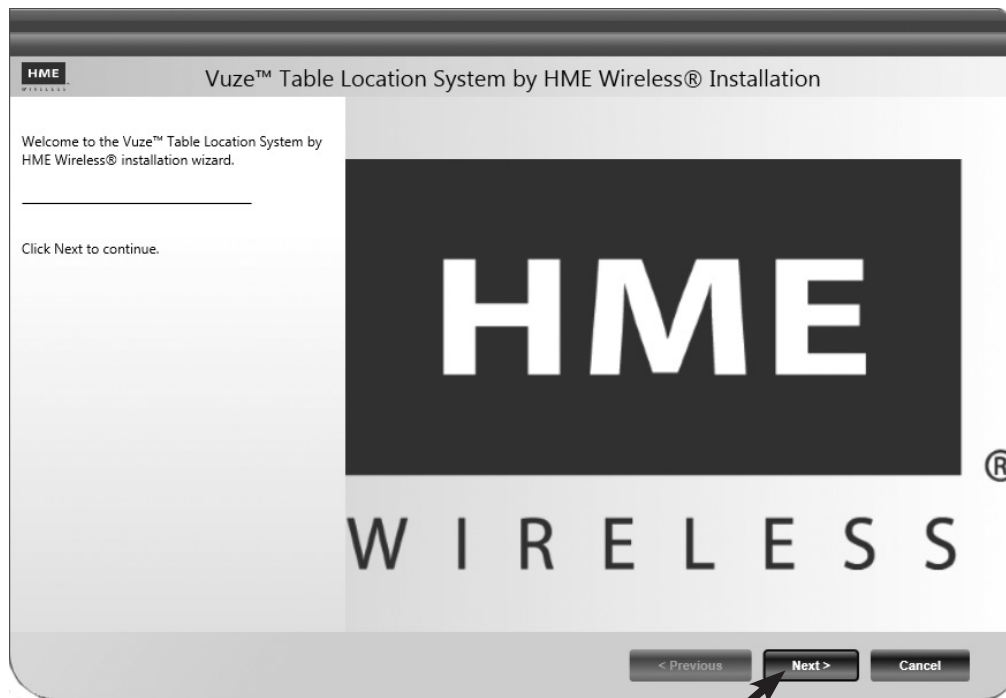 HME
WIRELESS
Vuze™ Table Location System by HME Wireless® Installation
Welcome to the Vuze™ Table Location System by
HME Wireless® installation wizard.
Click Next to continue.
HME
®
WIRELESS
< Previous
Next >
Cancel